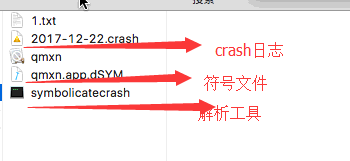 搜索
1.txt
2017-12-22.crash
crash日志
qmxn
qmxn.app.dSYM
符号文件
symbolicatecrash
解析工具